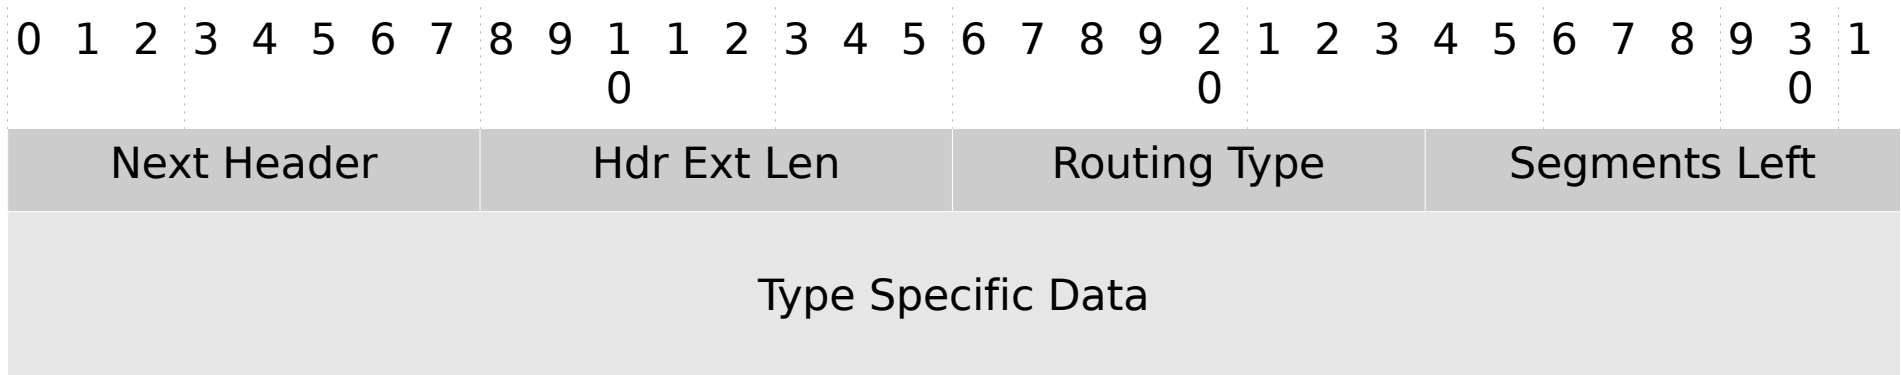 0 1 2 3 4 5 6 7 8 9 1 1 2 3 4 5 6 7 8 9 2 1 2 3 4 5 6 7 8 9 3 1
0 0 0
Next Header Hdr Ext Len Routing Type Segments Left
Type Specific Data